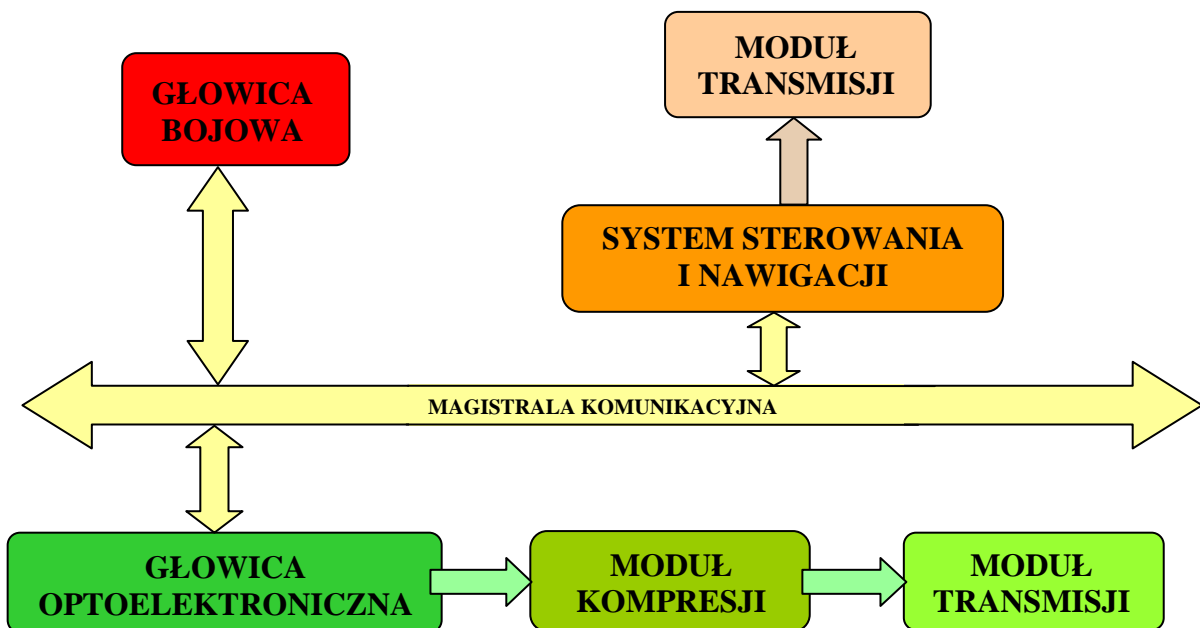 GŁOWICA
BOJOWA
MODUŁ
TRANSMISJI
SYSTEM STEROWANIA
I NAWIGACJI
MAGISTRALA KOMUNIKACYJNA
GŁOWICA
OPTOELEKTRONICZNA
MODUŁ
KOMPRESJI
MODUŁ
TRANSMISJI